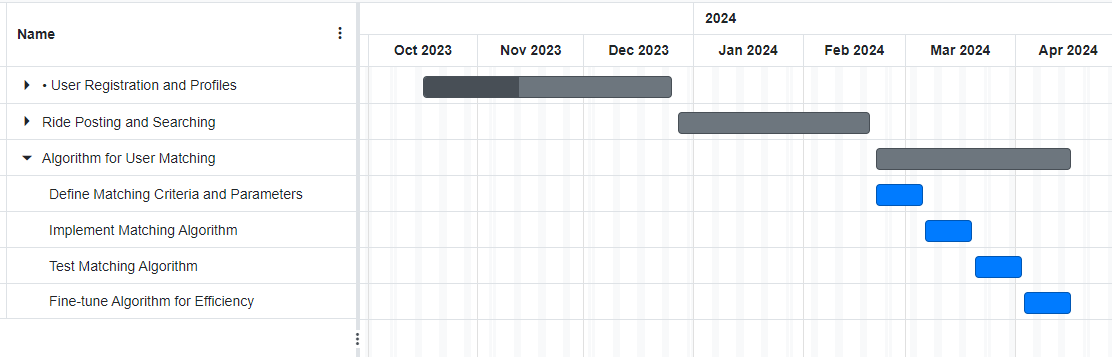 2024
Name
Oct 2023 Nov 2023 Dec 2023 Jan 2024 Feb 2024 Mar 2024 Apr 2024
• User Registration and Profiles
Ride Posting and Searching
Algorithm for User Matching
Define Matching Criteria and Parameters
Implement Matching Algorithm
Test Matching Algorithm
Fine-tune Algorithm for Efficiency